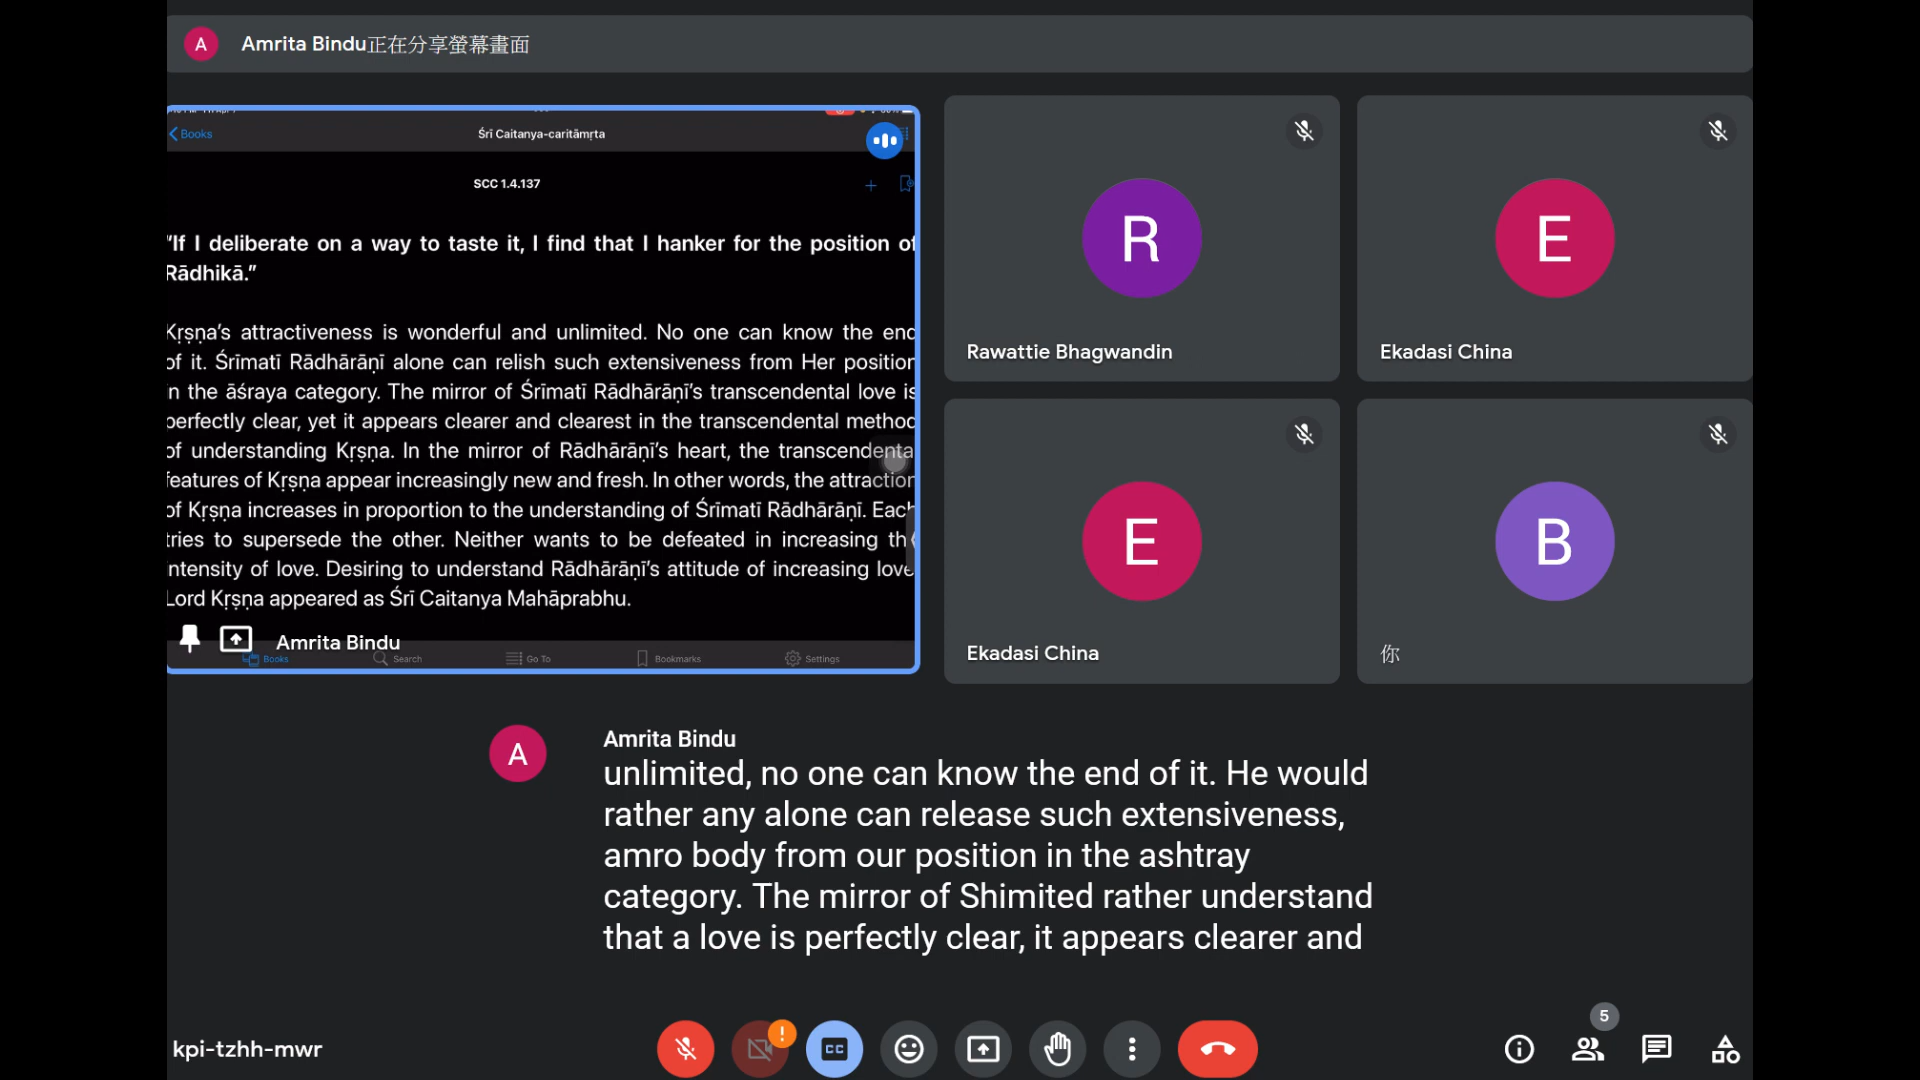 A Amrita Bindu正在分享螢幕畫面
Books
Śrī Caitanya-caritāmṛta
SCC 1.4.137
"If I deliberate on a way to taste it, I find that I hanker for the position of
Rādhikā."
Kṛṣṇa's attractiveness is wonderful and unlimited. No one can know the end
of it. Śrīmatī Rādhārāṇī alone can relish such extensiveness from Her position
in the āśraya category. The mirror of Śrīmatī Rādhārāṇī's transcendental love is
perfectly clear, yet it appears clearer and clearest in the transcendental method
of understanding Kṛṣṇa. In the mirror of Rādhārāṇī's heart, the transcendental
features of Kṛṣṇa appear increasingly new and fresh. In other words, the attraction
of Kṛṣṇa increases in proportion to the understanding of Śrīmatī Rādhārāṇī. Each
tries to supersede the other. Neither wants to be defeated in increasing the
intensity of love. Desiring to understand Rādhārāṇī's attitude of increasing love
Lord Kṛṣṇa appeared as Śrī Caitanya Mahāprabhu.
Amrita Bindu
Books Search Go To Bookmarks Settings
R
Rawattie Bhagwandin
E
Ekadasi China
E
Ekadasi China
B
你
A
Amrita Bindu
unlimited, no one can know the end of it. He would
rather any alone can release such extensiveness,
amro body from our position in the ashtray
category. The mirror of Shimited rather understand
that a love is perfectly clear, it appears clearer and
kpi-tzhh-mwr
CC
5